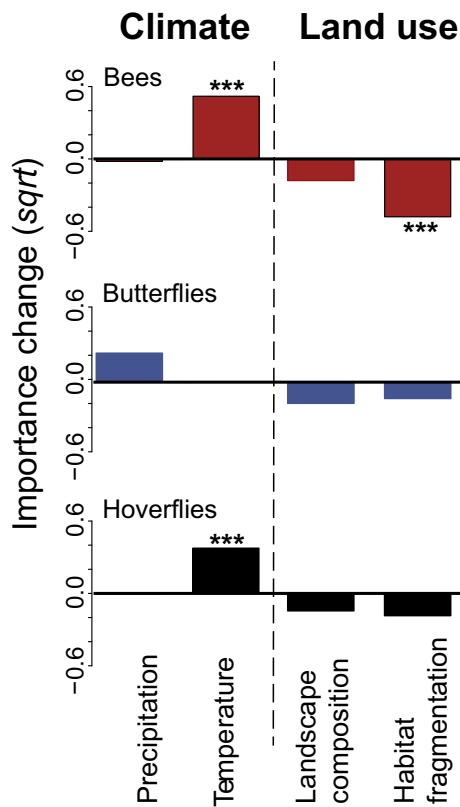 Climate Land use
Importance change (sqrt)
Bees
0.6
0.0
−0.6
***
***
Butterflies
0.6
0.0
−0.6
Hoverflies
0.6
0.0
−0.6
***
Precipitation
Temperature
Landscape
composition
Habitat
fragmentation